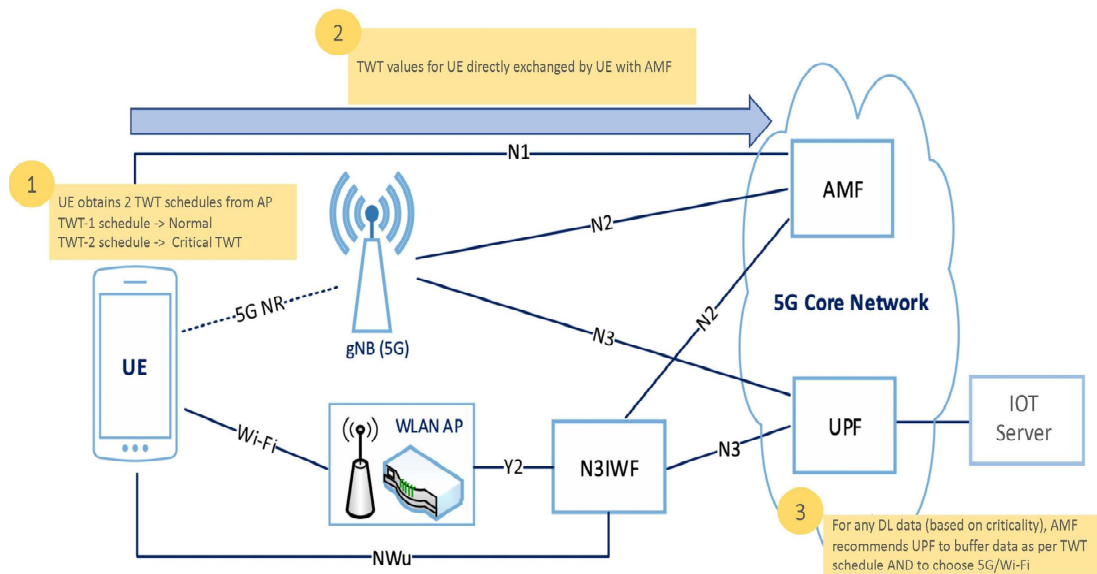 2
TWT values for UE directly exchanged by UE with AMF
N1
1
UE obtains 2 TWT schedules from AP
TWT-1 schedule -> Normal
TWT-2 schedule -> Critical TWT
AMF
N2
5G NR
gNB (5G)
5G Core Network
N2
N3
UE
Wi-Fi
WLAN AP
Y2
N3IWF
N3
UPF
IOT
Server
NWu
3
For any DL data (based on criticality), AMF
recommends UPF to buffer data as per TWT
schedule AND to choose 5G/Wi-Fi